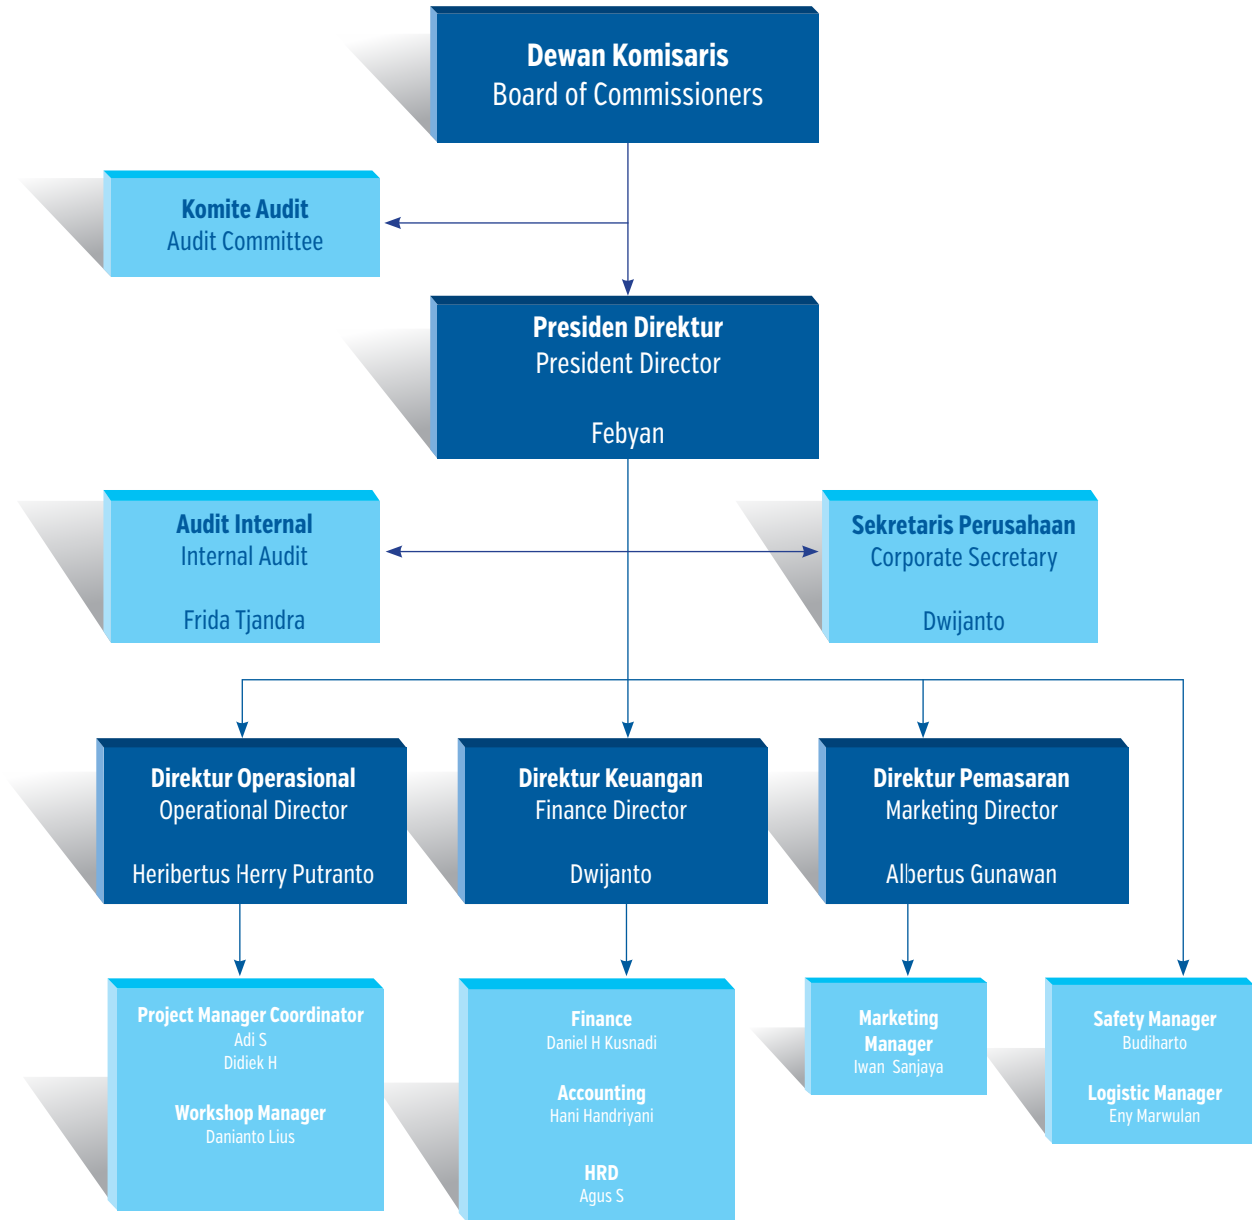 Dewan Komisaris
Board of Commissioners
Komite Audit
Audit Committee
Presiden Direktur
President Director
Febyan
Audit Internal
Internal Audit
Frida Tjandra
Sekretaris Perusahaan
Corporate Secretary
Dwijanto
Direktur Operasional
Operational Director
Heribertus Herry Putranto
Direktur Keuangan
Finance Director
Dwijanto
Direktur Pemasaran
Marketing Director
Albertus Gunawan
Project Manager Coordinator
Adi S
Didiek H
Workshop Manager
Danianto Lius
Finance
Daniel H Kusnadi
Accounting
Hani Handriyani
HRD
Agus S
Marketing
Manager
Iwan Sanjaya
Safety Manager
Budiharto
Logistic Manager
Eny Marwulan